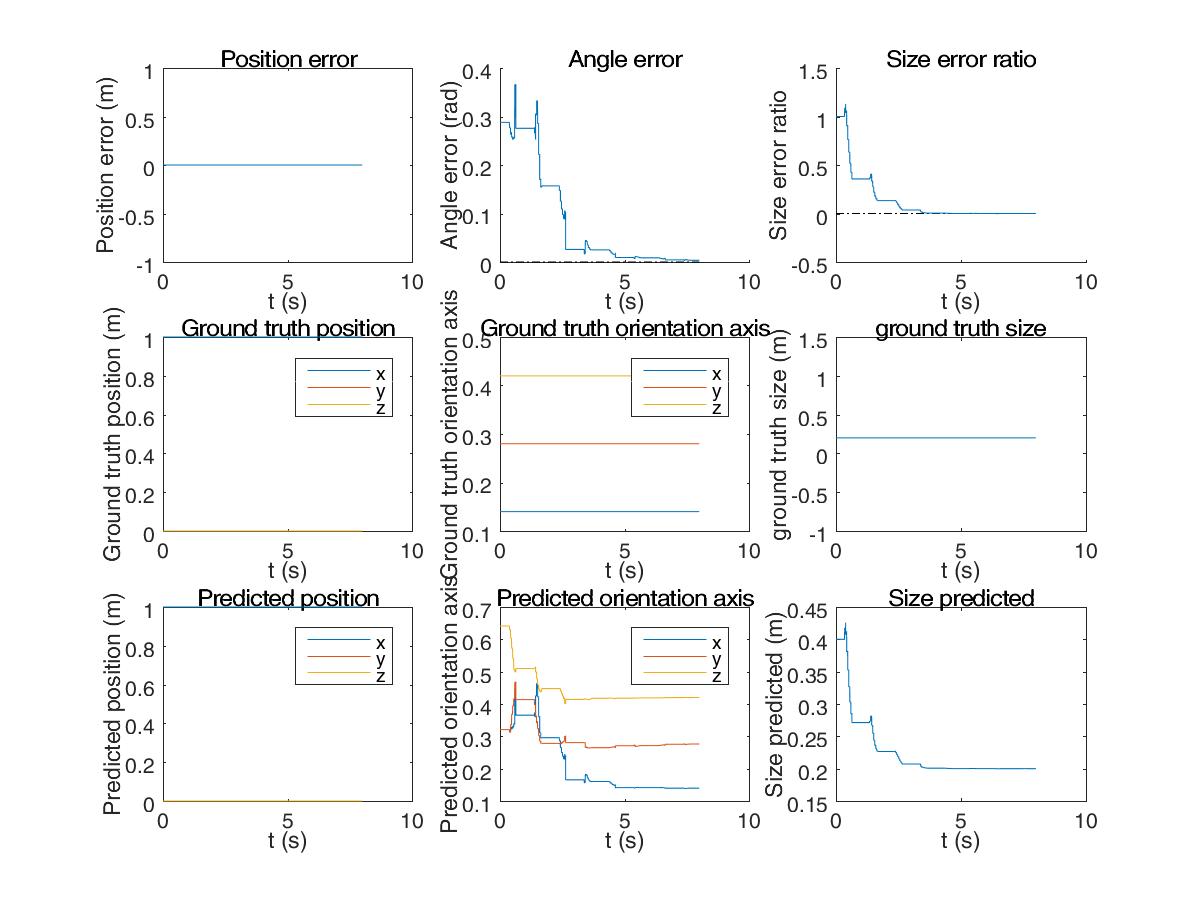 Position error
Position error (m)
1
0.5
0
-0.5
-1
0
5
10
t (s)
Angle error
Angle error (rad)
0.4
0.3
0.2
0.1
0
0
5
10
t (s)
Size error ratio
Size error ratio
1.5
1
0.5
0
-0.5
0
5
10
t (s)
Ground truth position
Ground truth position (m)
1
0.8
0.6
0.4
0.2
0
0
5
10
t (s)
x
y
z
Ground truth orientation axis
Ground truth orientation axis
0.5
0.4
0.3
0.2
0.1
0
5
10
t (s)
x
y
z
ground truth size
ground truth size (m)
1.5
1
0.5
0
-0.5
-1
0
5
10
t (s)
Predicted position
Predicted position (m)
1
0.8
0.6
0.4
0.2
0
0
5
10
t (s)
x
y
z
Predicted orientation axis
Predicted orientation axis
0.7
0.6
0.5
0.4
0.3
0.2
0.1
0
5
10
t (s)
x
y
z
Size predicted
Size predicted (m)
0.45
0.4
0.35
0.3
0.25
0.2
0.15
0
5
10
t (s)